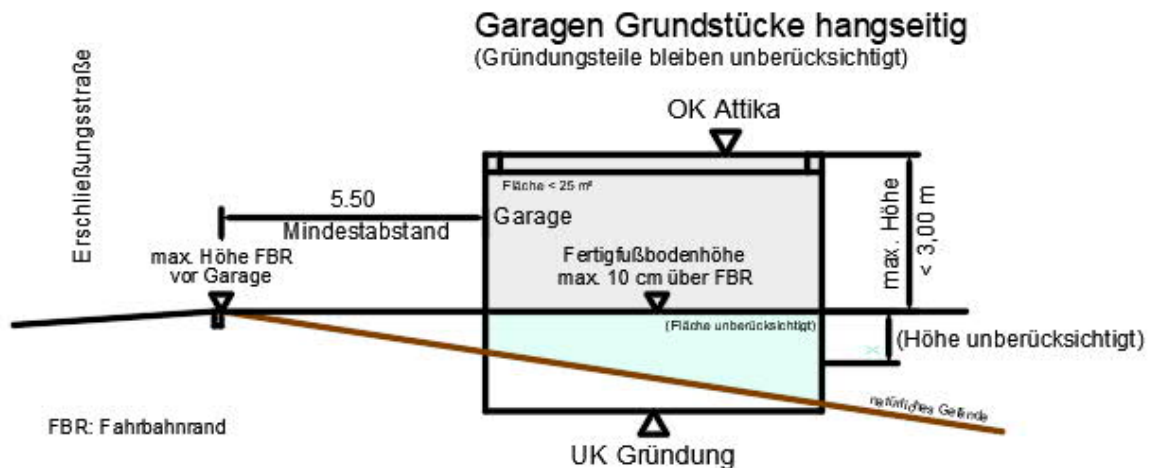 Garagen Grundstücke hangseitig
(Gründungsteile bleiben unberücksichtigt)
Erschließungsstraße
OK Attika
Fläche < 25 m²
5.50
Mindestabstand
Garage
max. Höhe
< 3,00 m
max. Höhe FBR
vor Garage
Fertigfußbodenhöhe
max. 10 cm über FBR
(Fläche unberücksichtigt)
(Höhe unberücksichtigt)
natürliches Gelände
FBR: Fahrbahnrand
UK Gründung